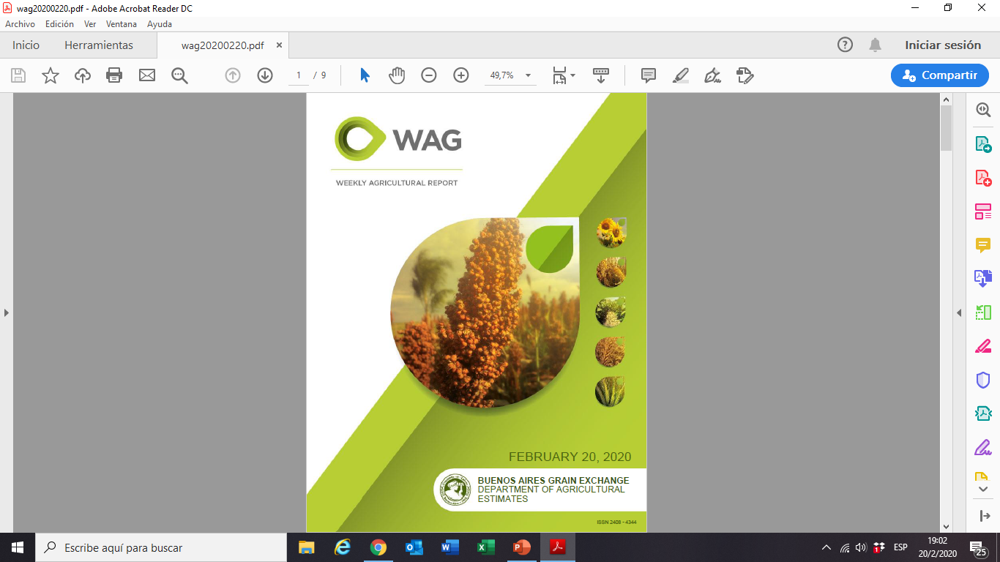 wag20200220.pdf - Adobe Acrobat Reader DC
Archivo Edición Ver Ventana Ayuda
Inicio Herramientas wag20200220.pdf × Iniciar sesión
1 / 9 49,7% Compartir
WAG
WEEKLY AGRICULTURAL REPORT
FEBRUARY 20, 2020
BUENOS AIRES GRAIN EXCHANGE
DEPARTMENT OF AGRICULTURAL
ESTIMATES
ISSN 2408 - 4344
Escribe aquí para buscar
ESP
19:02
20/2/2020
25